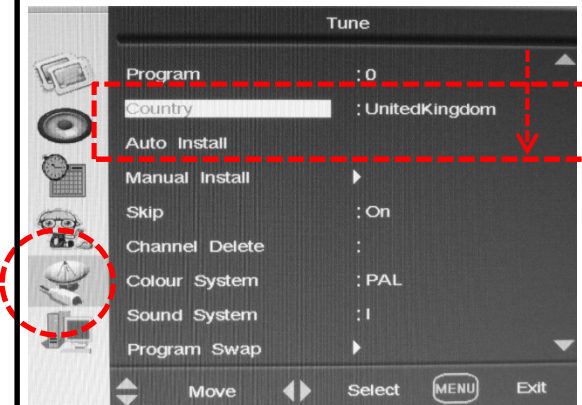 Tune
Program :0
Country :UnitedKingdom
Auto Install
Manual Install
Skip :On
Channel Delete :
Colour System :PAL
Sound System :I
Program Swap
Move Select MENU Exit